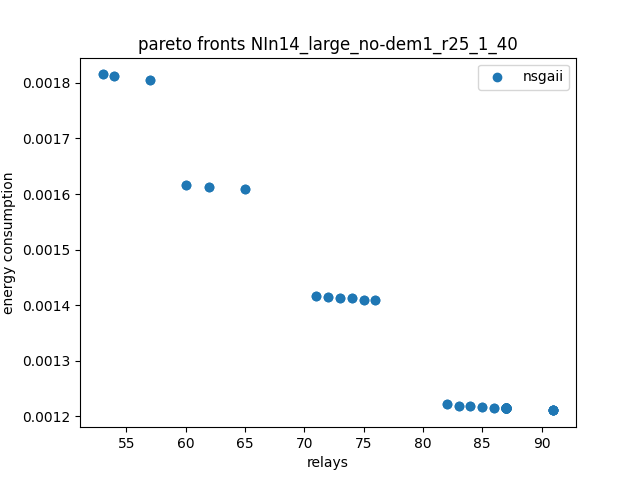 pareto fronts NIn14_large_no-dem1_r25_1_40
nsgaii
0.0018
0.0017
0.0016
0.0015
0.0014
0.0013
0.0012
energy consumption
55 60 65 70 75 80 85 90
relays